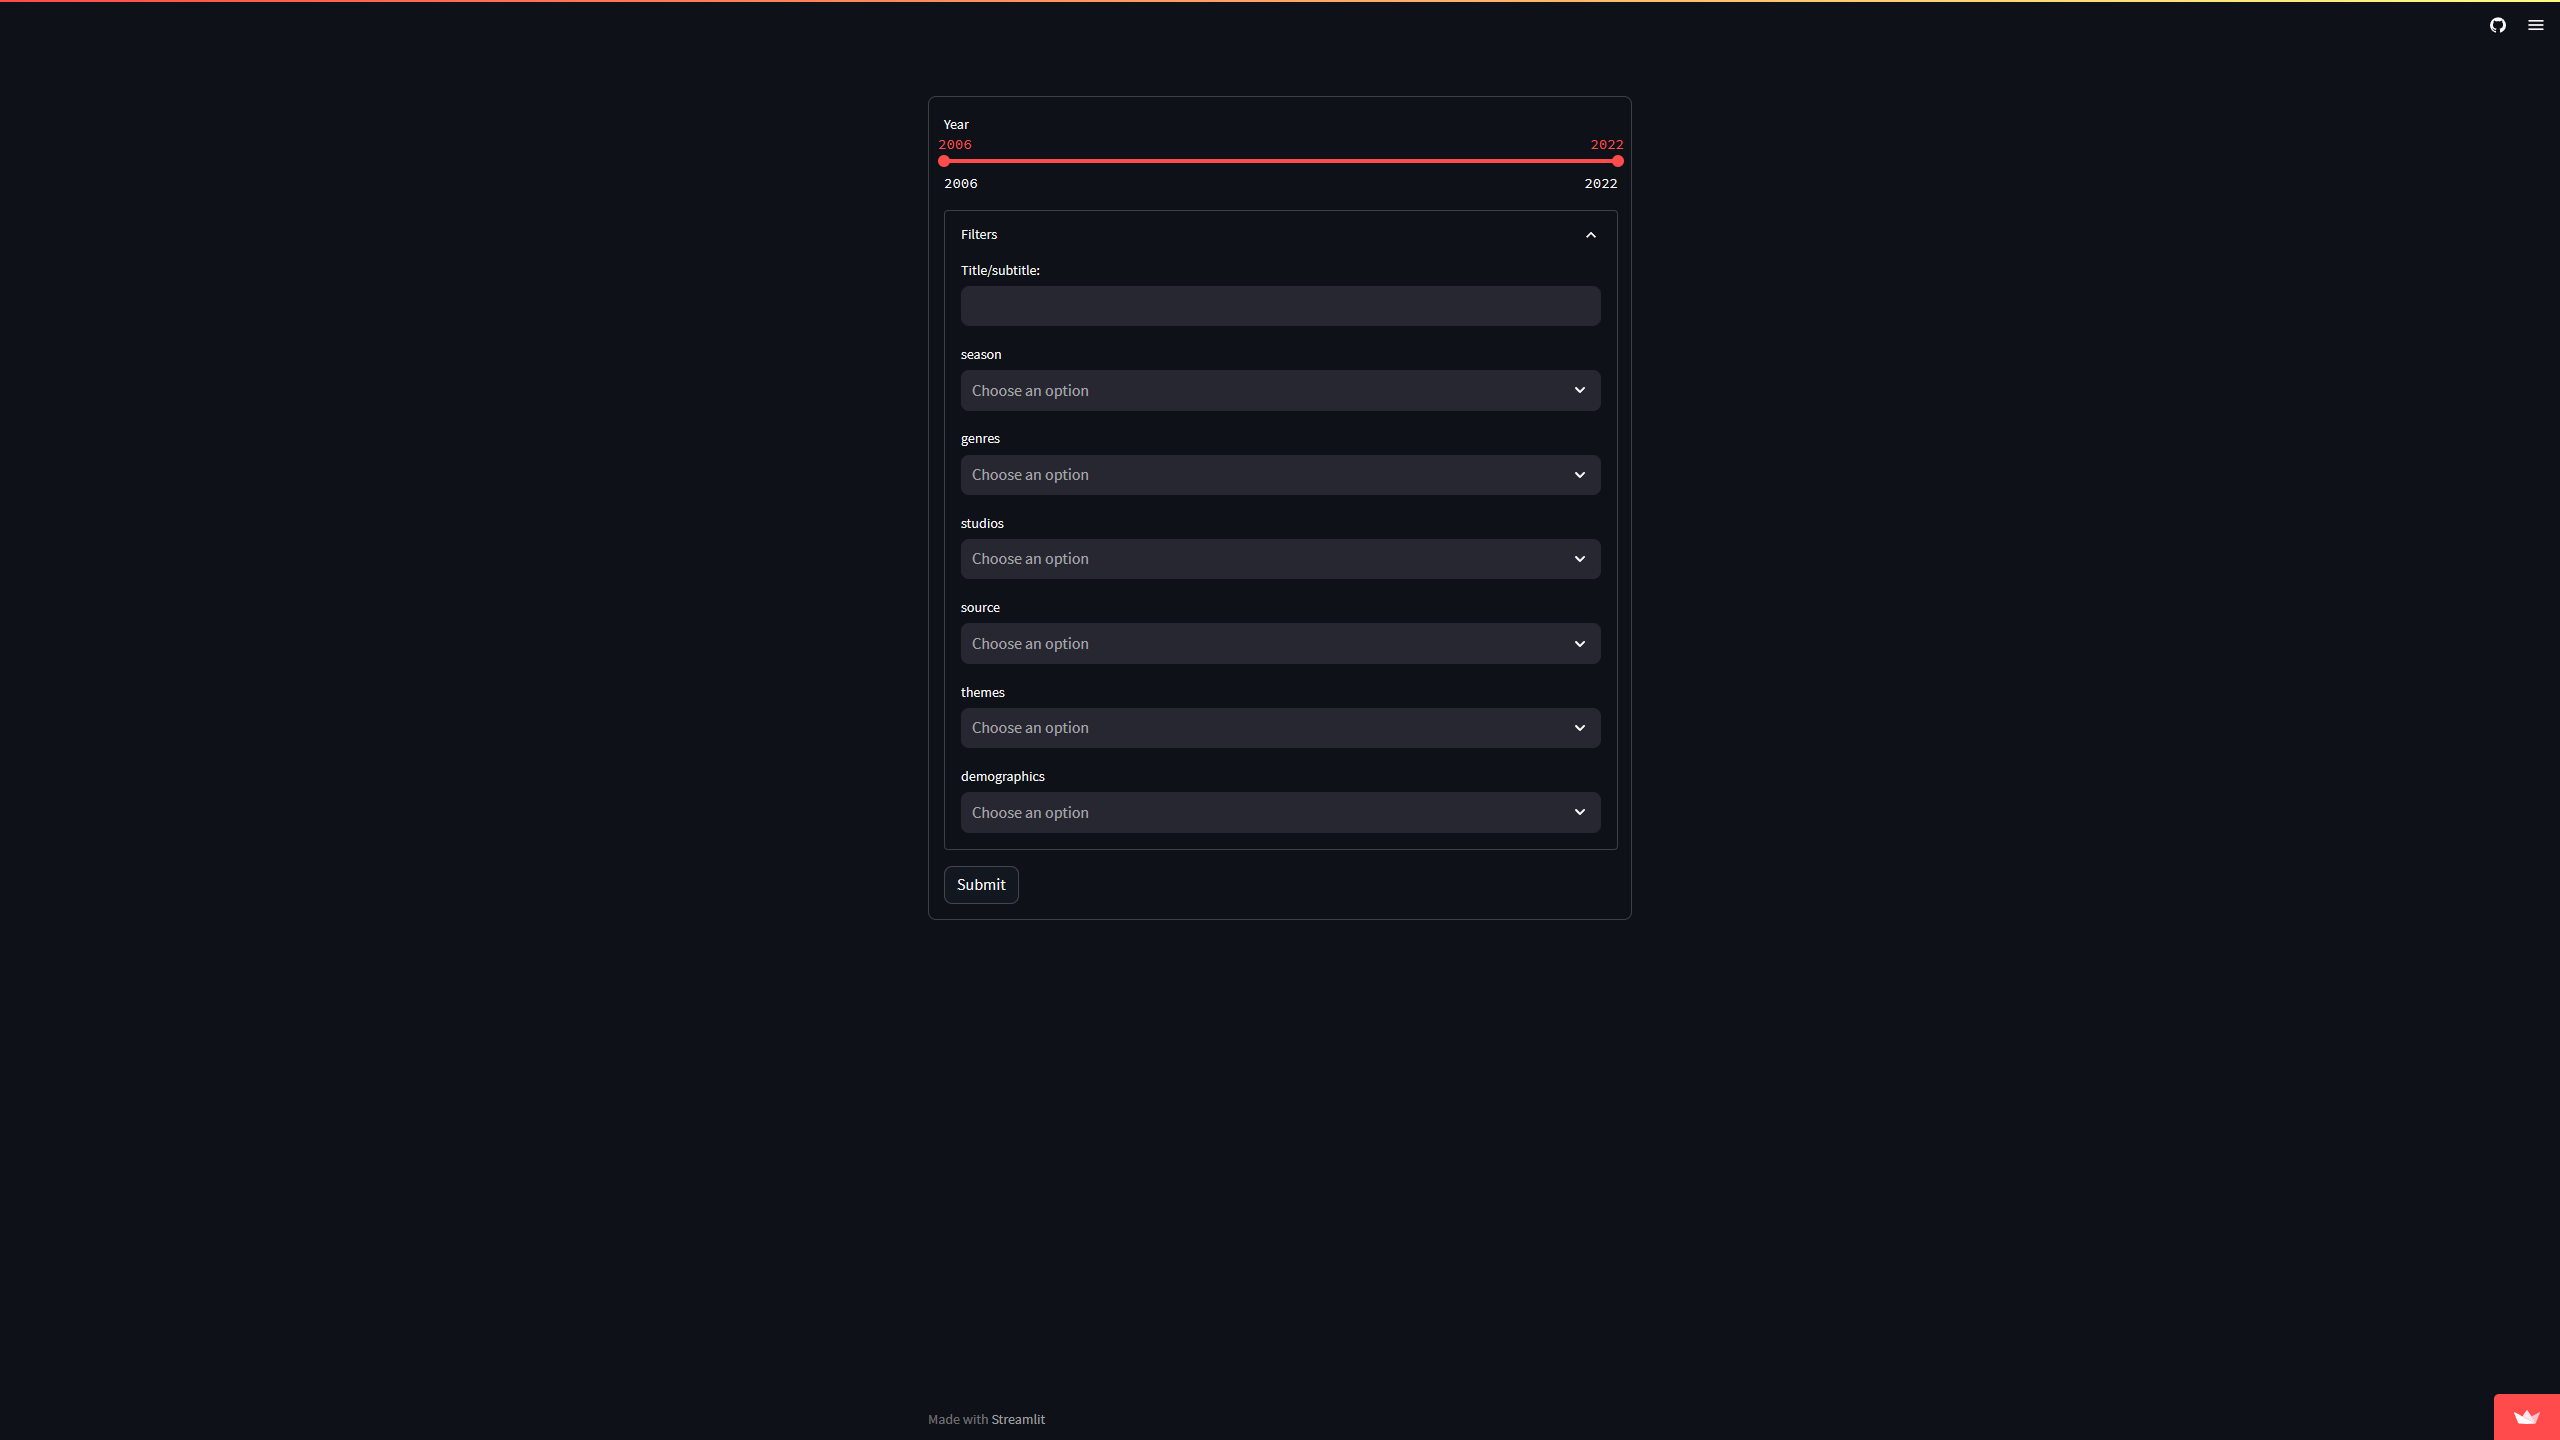 Year
2006 2022
2006 2022
Filters
Title/subtitle:
season
Choose an option
genres
Choose an option
studios
Choose an option
source
Choose an option
themes
Choose an option
demographics
Choose an option
Submit
Made with Streamlit